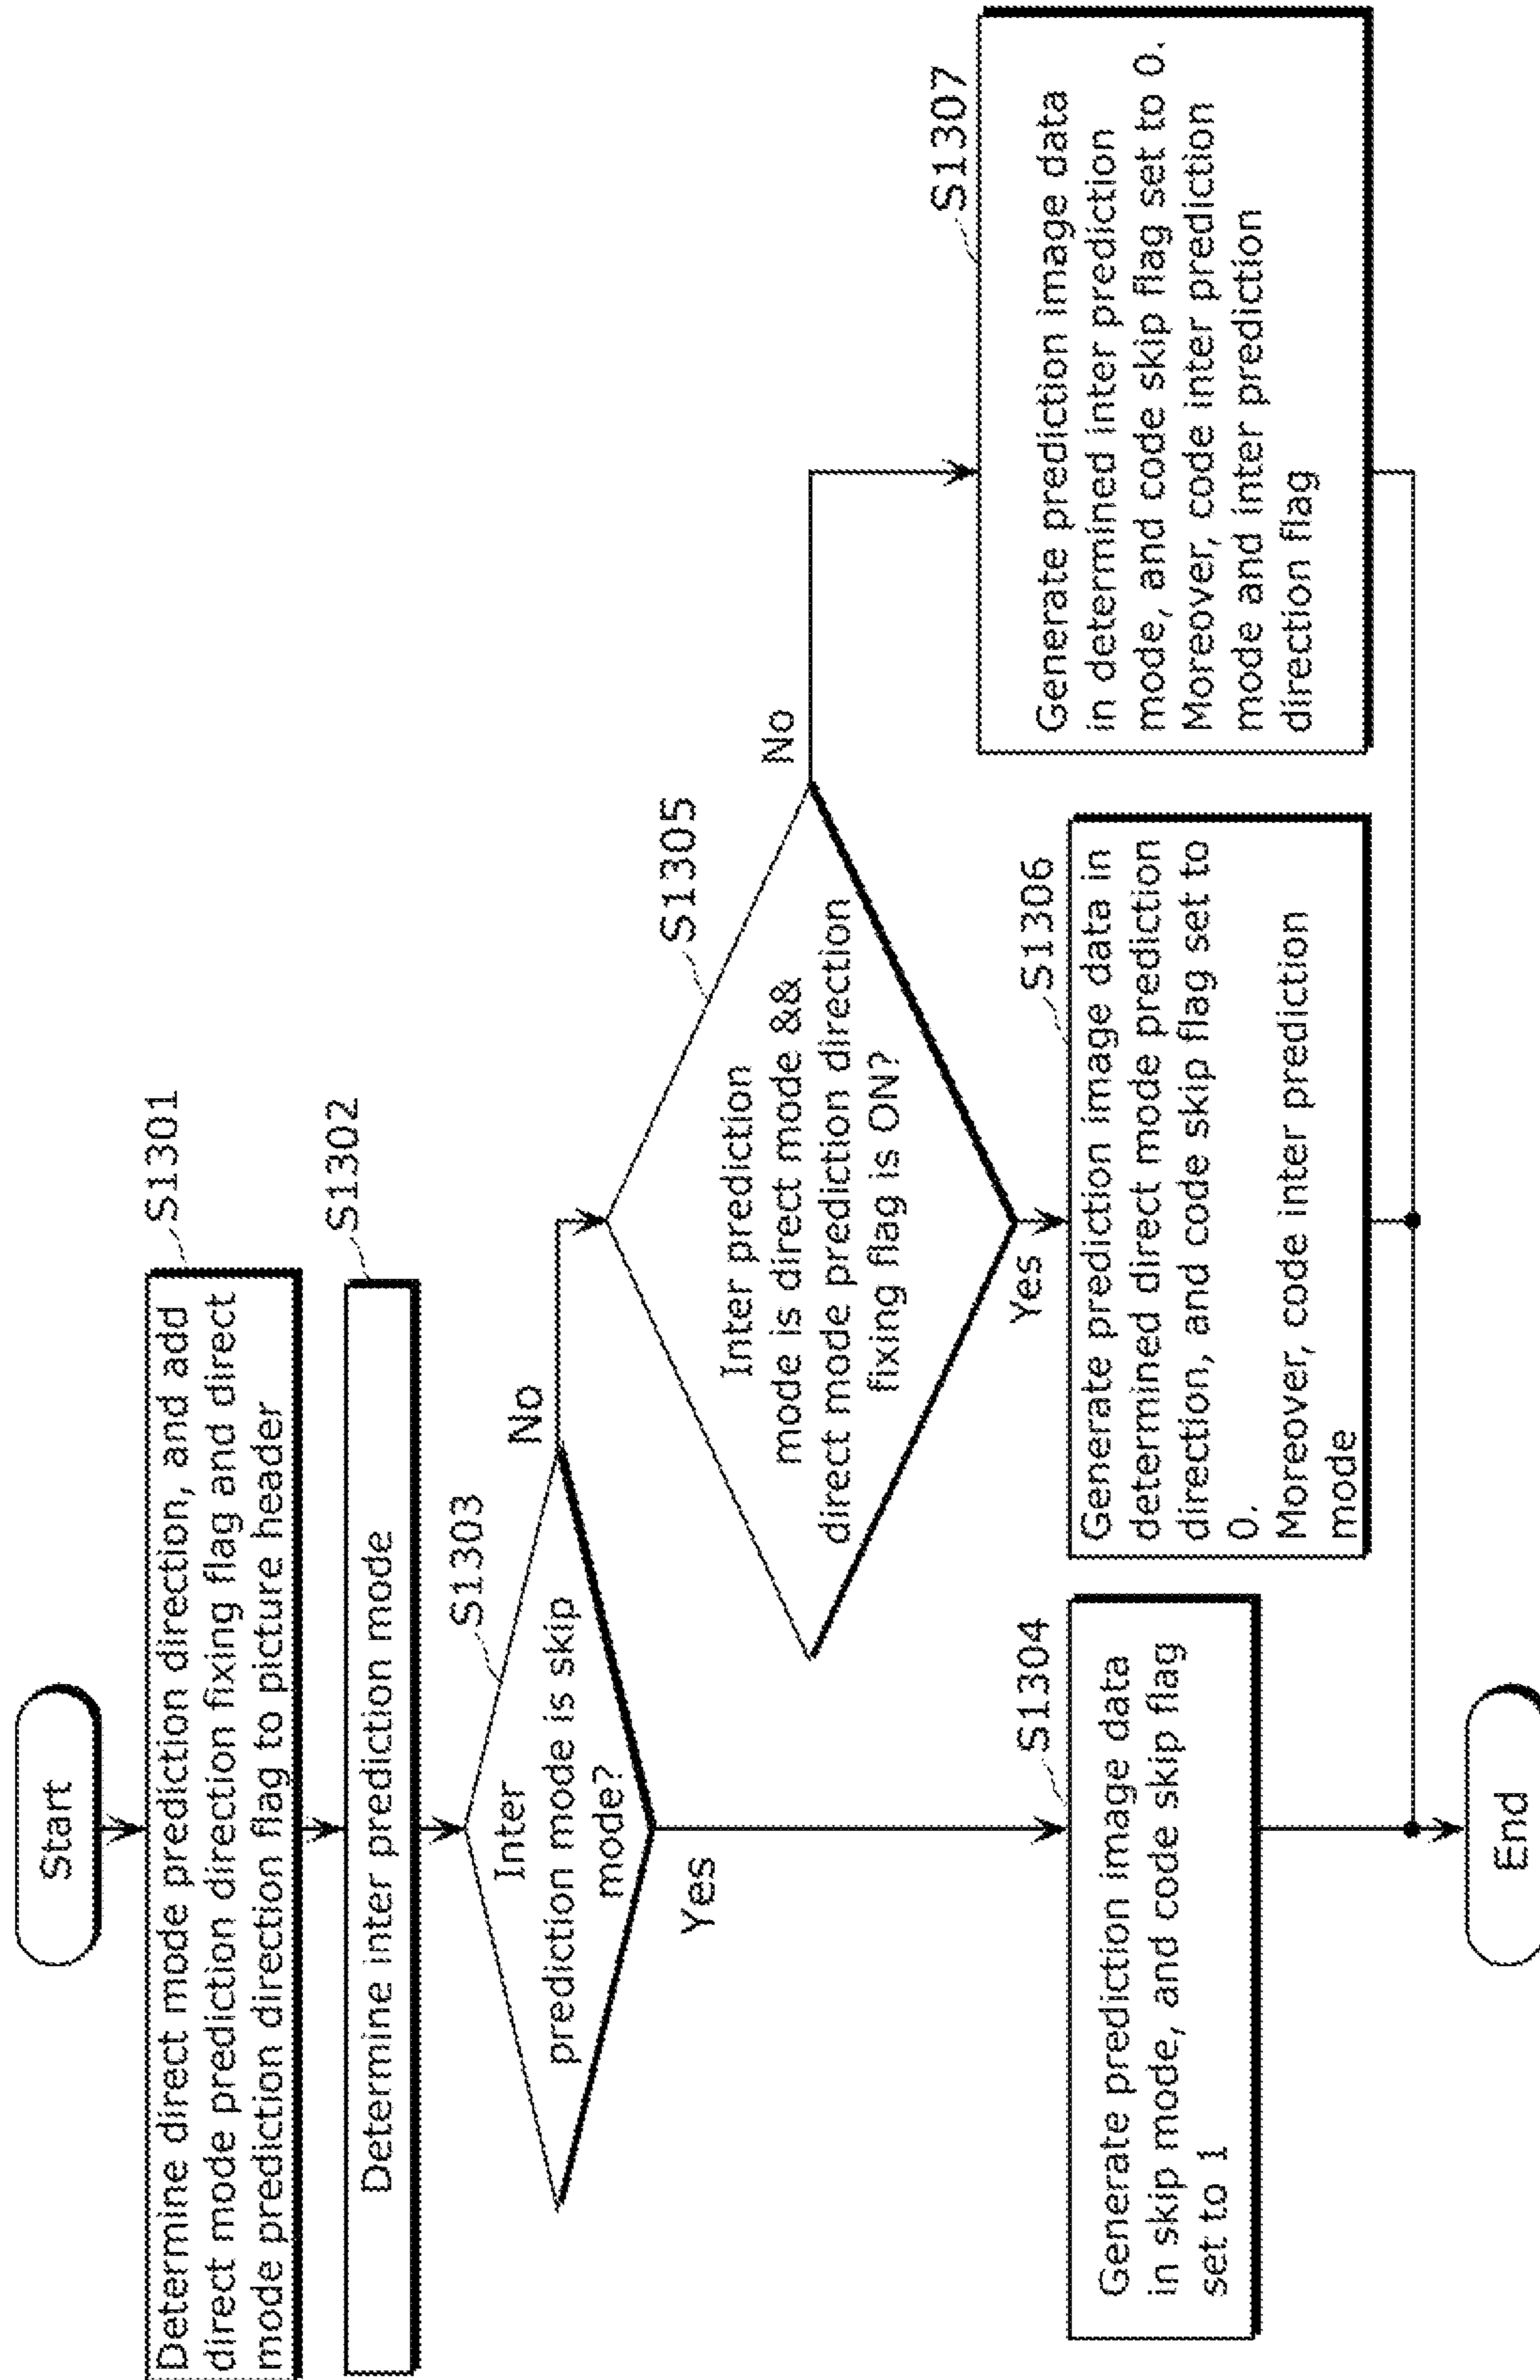 Start
S1301
Determine direct mode prediction direction, and add
direct mode prediction direction fixing flag and direct
mode prediction direction flag to picture header
S1302
Determine inter prediction mode
S1303
Inter
prediction mode is skip
mode?
No
Yes
S1305
Inter prediction
mode is direct mode &&
direct mode prediction direction
fixing flag is ON?
No
Yes
S1304
Generate prediction image data
in skip mode, and code skip flag
set to 1
S1306
Generate prediction image data in
determined direct mode prediction
direction, and code skip flag set to
0.
Moreover, code inter prediction
mode
S1307
Generate prediction image data
in determined inter prediction
mode, and code skip flag set to 0.
Moreover, code inter prediction
mode and inter prediction
direction flag
End